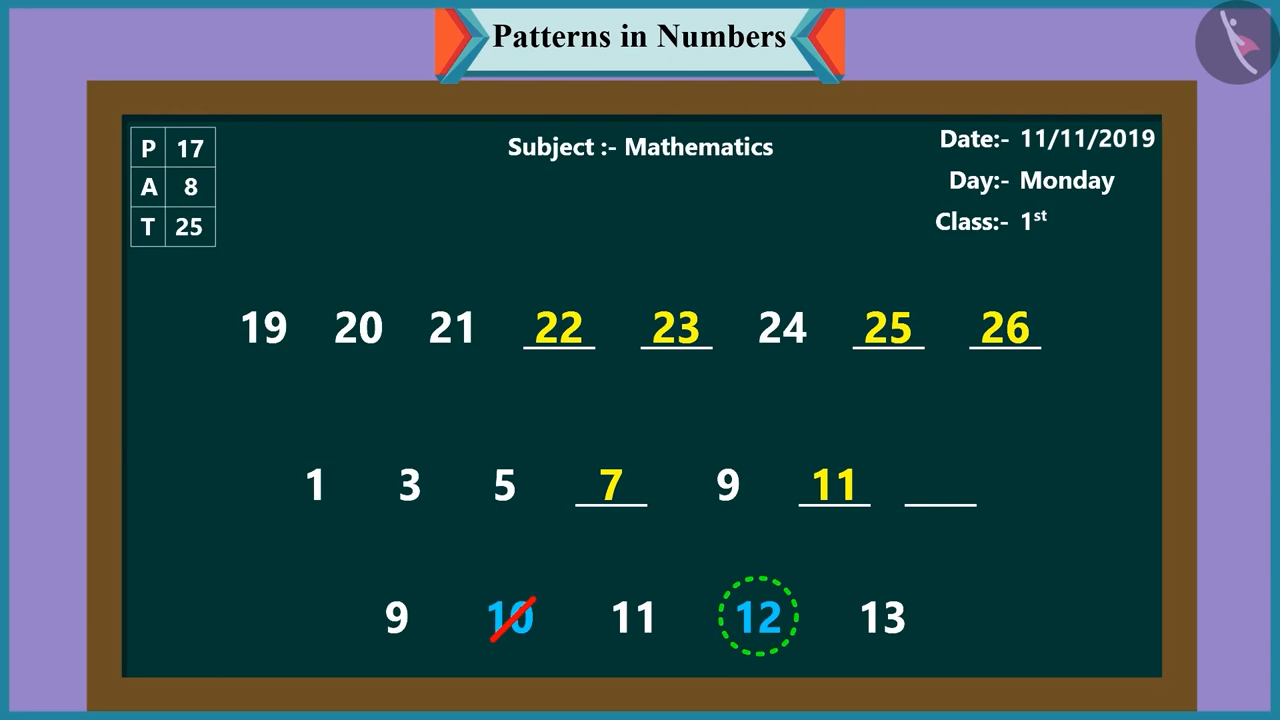 Patterns in Numbers
P 17
A 8
T 25
Subject :- Mathematics
Date:- 11/11/2019
Day:- Monday
Class:- 1st
19 20 21 22 23 24 25 26
1 3 5 7 9 11 ___
9 10 11 12 13